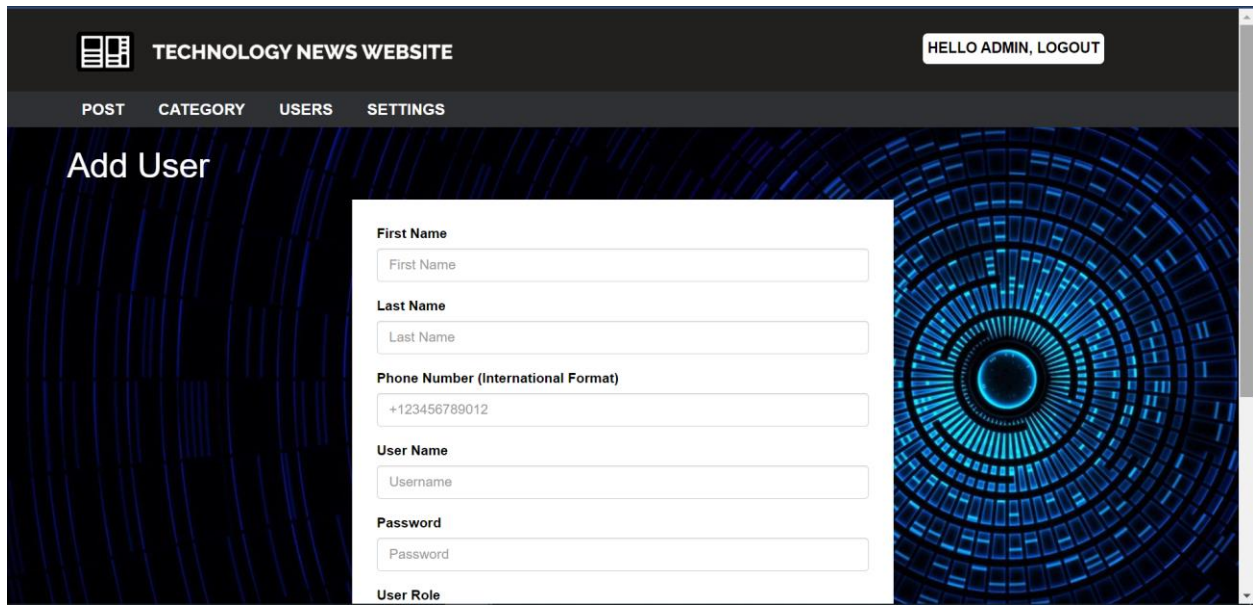 TECHNOLOGY NEWS WEBSITE
HELLO ADMIN, LOGOUT
POST CATEGORY USERS SETTINGS
Add User
First Name
First Name
Last Name
Last Name
Phone Number (International Format)
+123456789012
User Name
Username
Password
Password
User Role